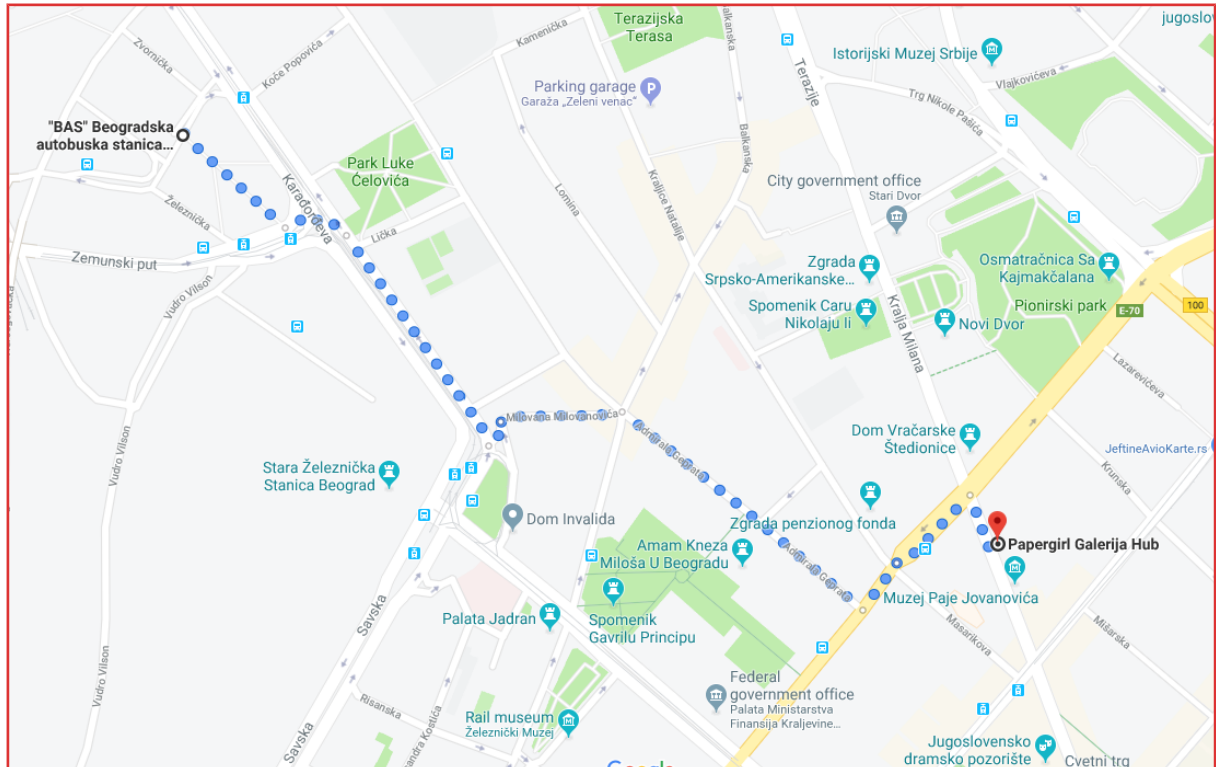 Terazijska
Terasa
jugoslov
Zvornička
Koče Popovića
Kamenička
Balkanska
Terazije
Istorijski Muzej Srbije
Vlajkovićeva
Trg Nikole Pašića
Parking garage
Garaža „Zeleni venac“
P
"BAS" Beogradska
autobuska stanica...
Balkanska
Park Luke
Ćelovića
Karađorđeva
Lomina
Kraljice Natalije
City government office
Stari Dvor
Železnička
Lička
Zemunski put
Vudro Vilson
Zgrada
Srpsko-Amerikanske...
Osmatračnica Sa
Kajmakčalana
Spomenik Caru
Nikolaju Ii
Pionirski park
E-70
100
Novi Dvor
Kralja Milana
Lazarevićeva
Milovana Milovanovića
Admirala Geprata
Dom Vračarske
Štedionice
JeftineAvioKarte.rs
Krunska
Vudro Vilson
Stara Železnička
Stanica Beograd
Dom Invalida
Zgrada penzionog fonda
Amam Kneza
Miloša U Beogradu
Admirala Geprata
Papergirl Galerija Hub
Muzej Paje Jovanovića
Savska
Palata Jadran
Spomenik
Gavrilu Principu
Masarikova
Mišarska
Vudro Vilson
Federal
government office
Palata Ministarstva
Finansija Kraljevine...
Risanska
Savska
Rail museum
Železnički Muzej
Jugoslovensko
dramsko pozorište
Cvetni trg